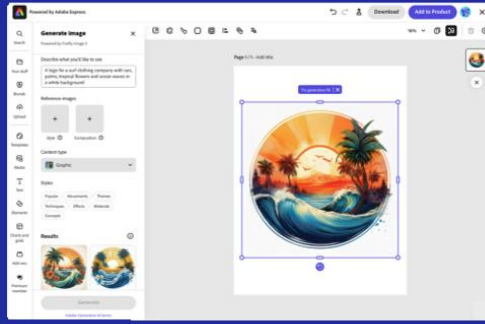 Powered by Adobe Express
Download
Add to Product
Generate image
Powered by Firefly Image 3
Search
Describe what you'd like to see
A logo for a surf clothing company with sun, palms, tropical flowers and ocean waves in a white background
Your stuff
Brands
Reference images
Upload
Style
Composition
Templates
Content type
Media
Graphic
Text
Styles
Popular
Movements
Themes
Techniques
Effects
Materials
Concepts
Elements
Charts and grids
Results
Add-ons
Premium member
Generate
Page 1 / 1 - Add title